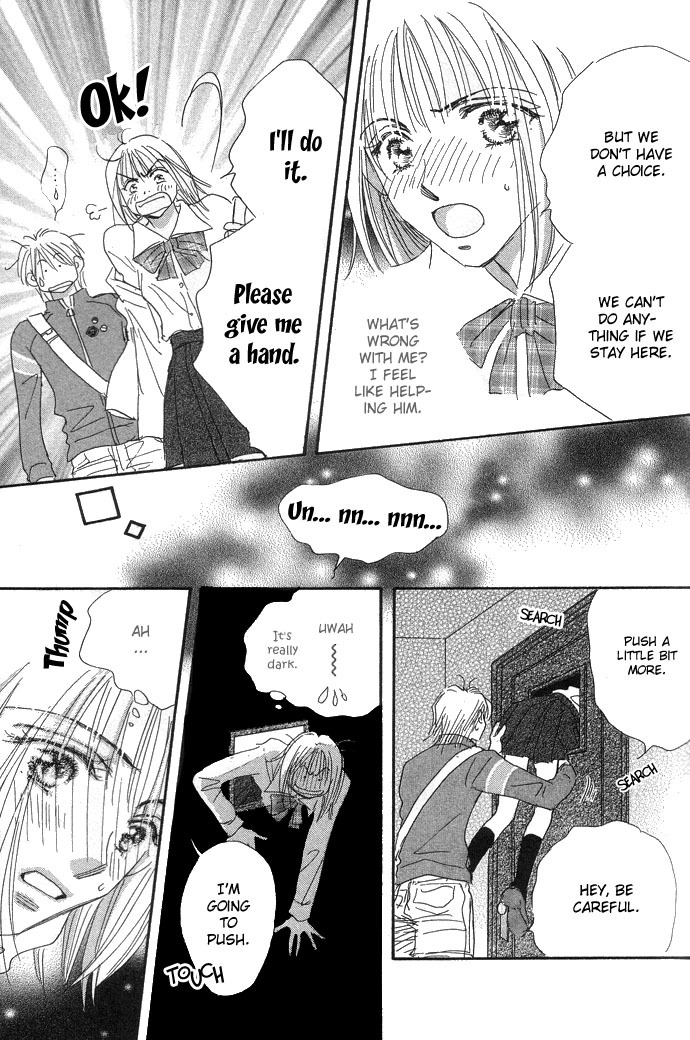 BUT WE
DON'T HAVE
A CHOICE.
WE CAN'T
DO ANY-
THING IF WE
STAY HERE.
WHAT'S
WRONG
WITH ME?
I FEEL
LIKE HELP-
ING HIM.
Ok!
I'll do
it.
Please
give me
a hand.
...
Un... nn... nnn...
SEARCH
PUSH A
LITTLE BIT
MORE.
SEARCH
HEY, BE
CAREFUL.
UWAH
It's
really
dark.
I'M
GOING
TO
PUSH.
TOUCH
AH
...
Thump